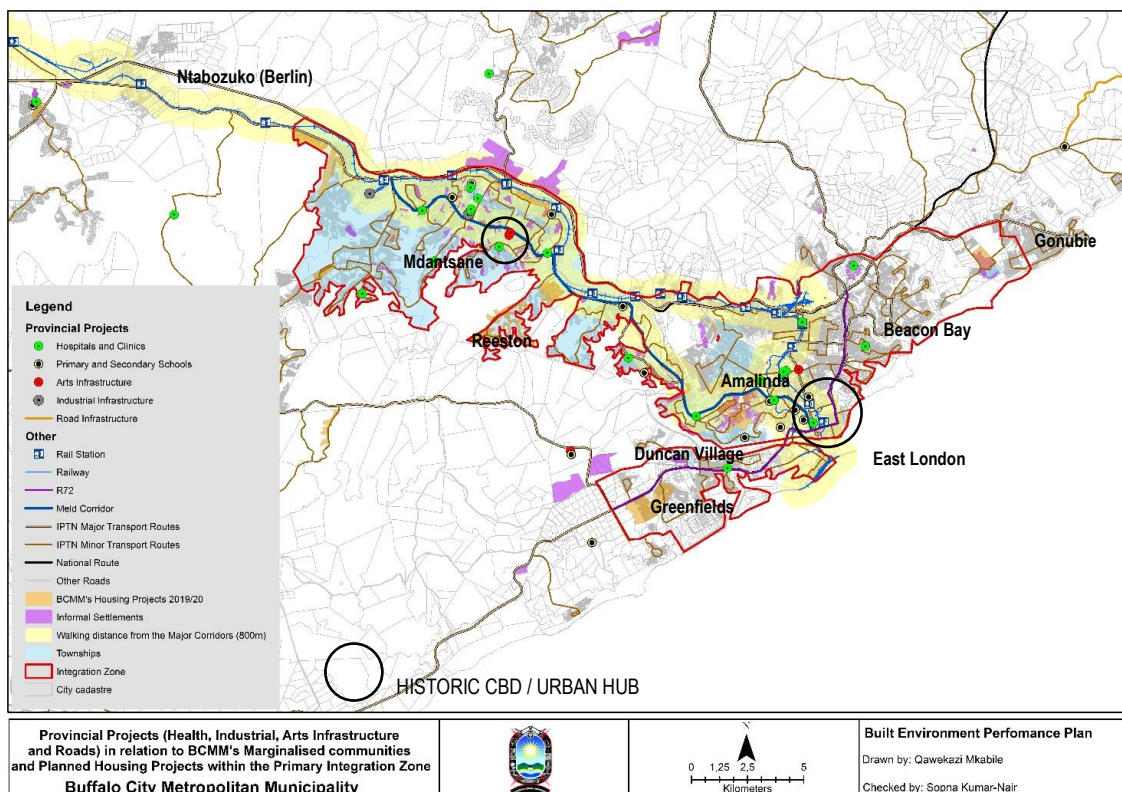 Ntabozuko (Berlin)
Gonubie
Mdantsane
Beacon Bay
Reeston
Amalinda
Duncan Village
East London
Greenfields
Legend
Provincial Projects
Hospitals and Clinics
Primary and Secondary Schools
Arts Infrastructure
Industrial Infrastructure
Road Infrastructure
Other
Rail Station
Railway
R72
Meld Corridor
IPTN Major Transport Routes
IPTN Minor Transport Routes
National Route
Other Roads
BCMM's Housing Projects 2019/20
Informal Settlements
Walking distance from the Major Corridors (800m)
Townships
Integration Zone
City cadastre
HISTORIC CBD / URBAN HUB
Provincial Projects (Health, Industrial, Arts Infrastructure
and Roads) in relation to BCMM's Marginalised communities
and Planned Housing Projects within the Primary Integration Zone
Buffalo City Metropolitan Municipality
N
0 1,25 2,5 5
Kilometers
Built Environment Perfomance Plan
Drawn by: Qawekazi Mkabile
Checked by: Sopna Kumar-Nair